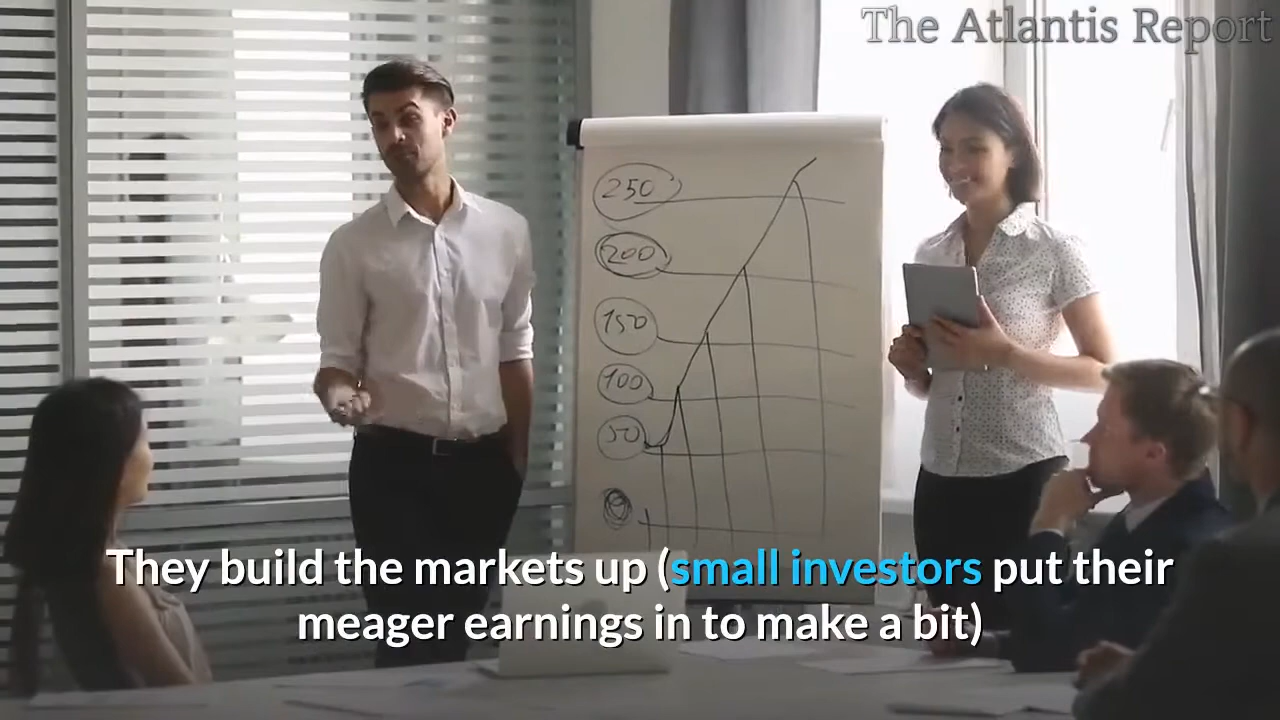 The Atlantis Report
250
200
150
100
50
They build the markets up (small investors put their
meager earnings in to make a bit)